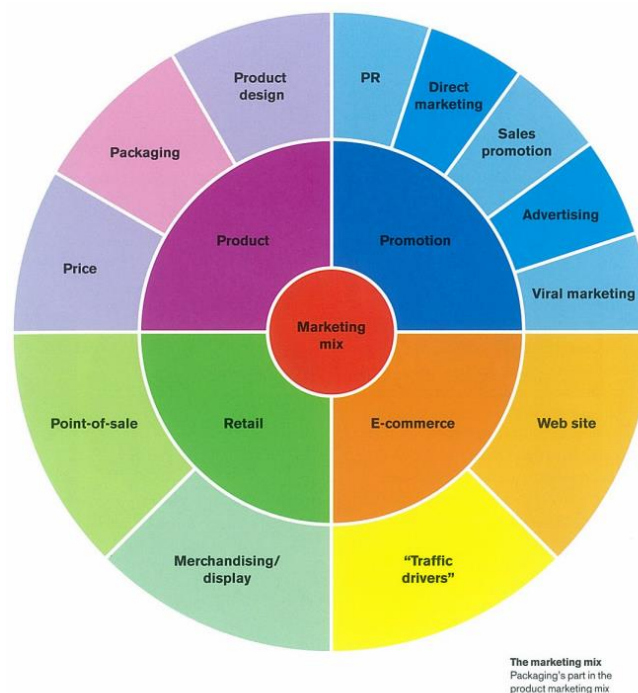 Product
design
PR
Direct
marketing
Sales
promotion
Packaging
Advertising
Product
Promotion
Price
Viral marketing
Marketing
mix
Point-of-sale
Retail
E-commerce
Web site
Merchandising/
display
“Traffic
drivers”
The marketing mix
Packaging's part in the
product marketing mix